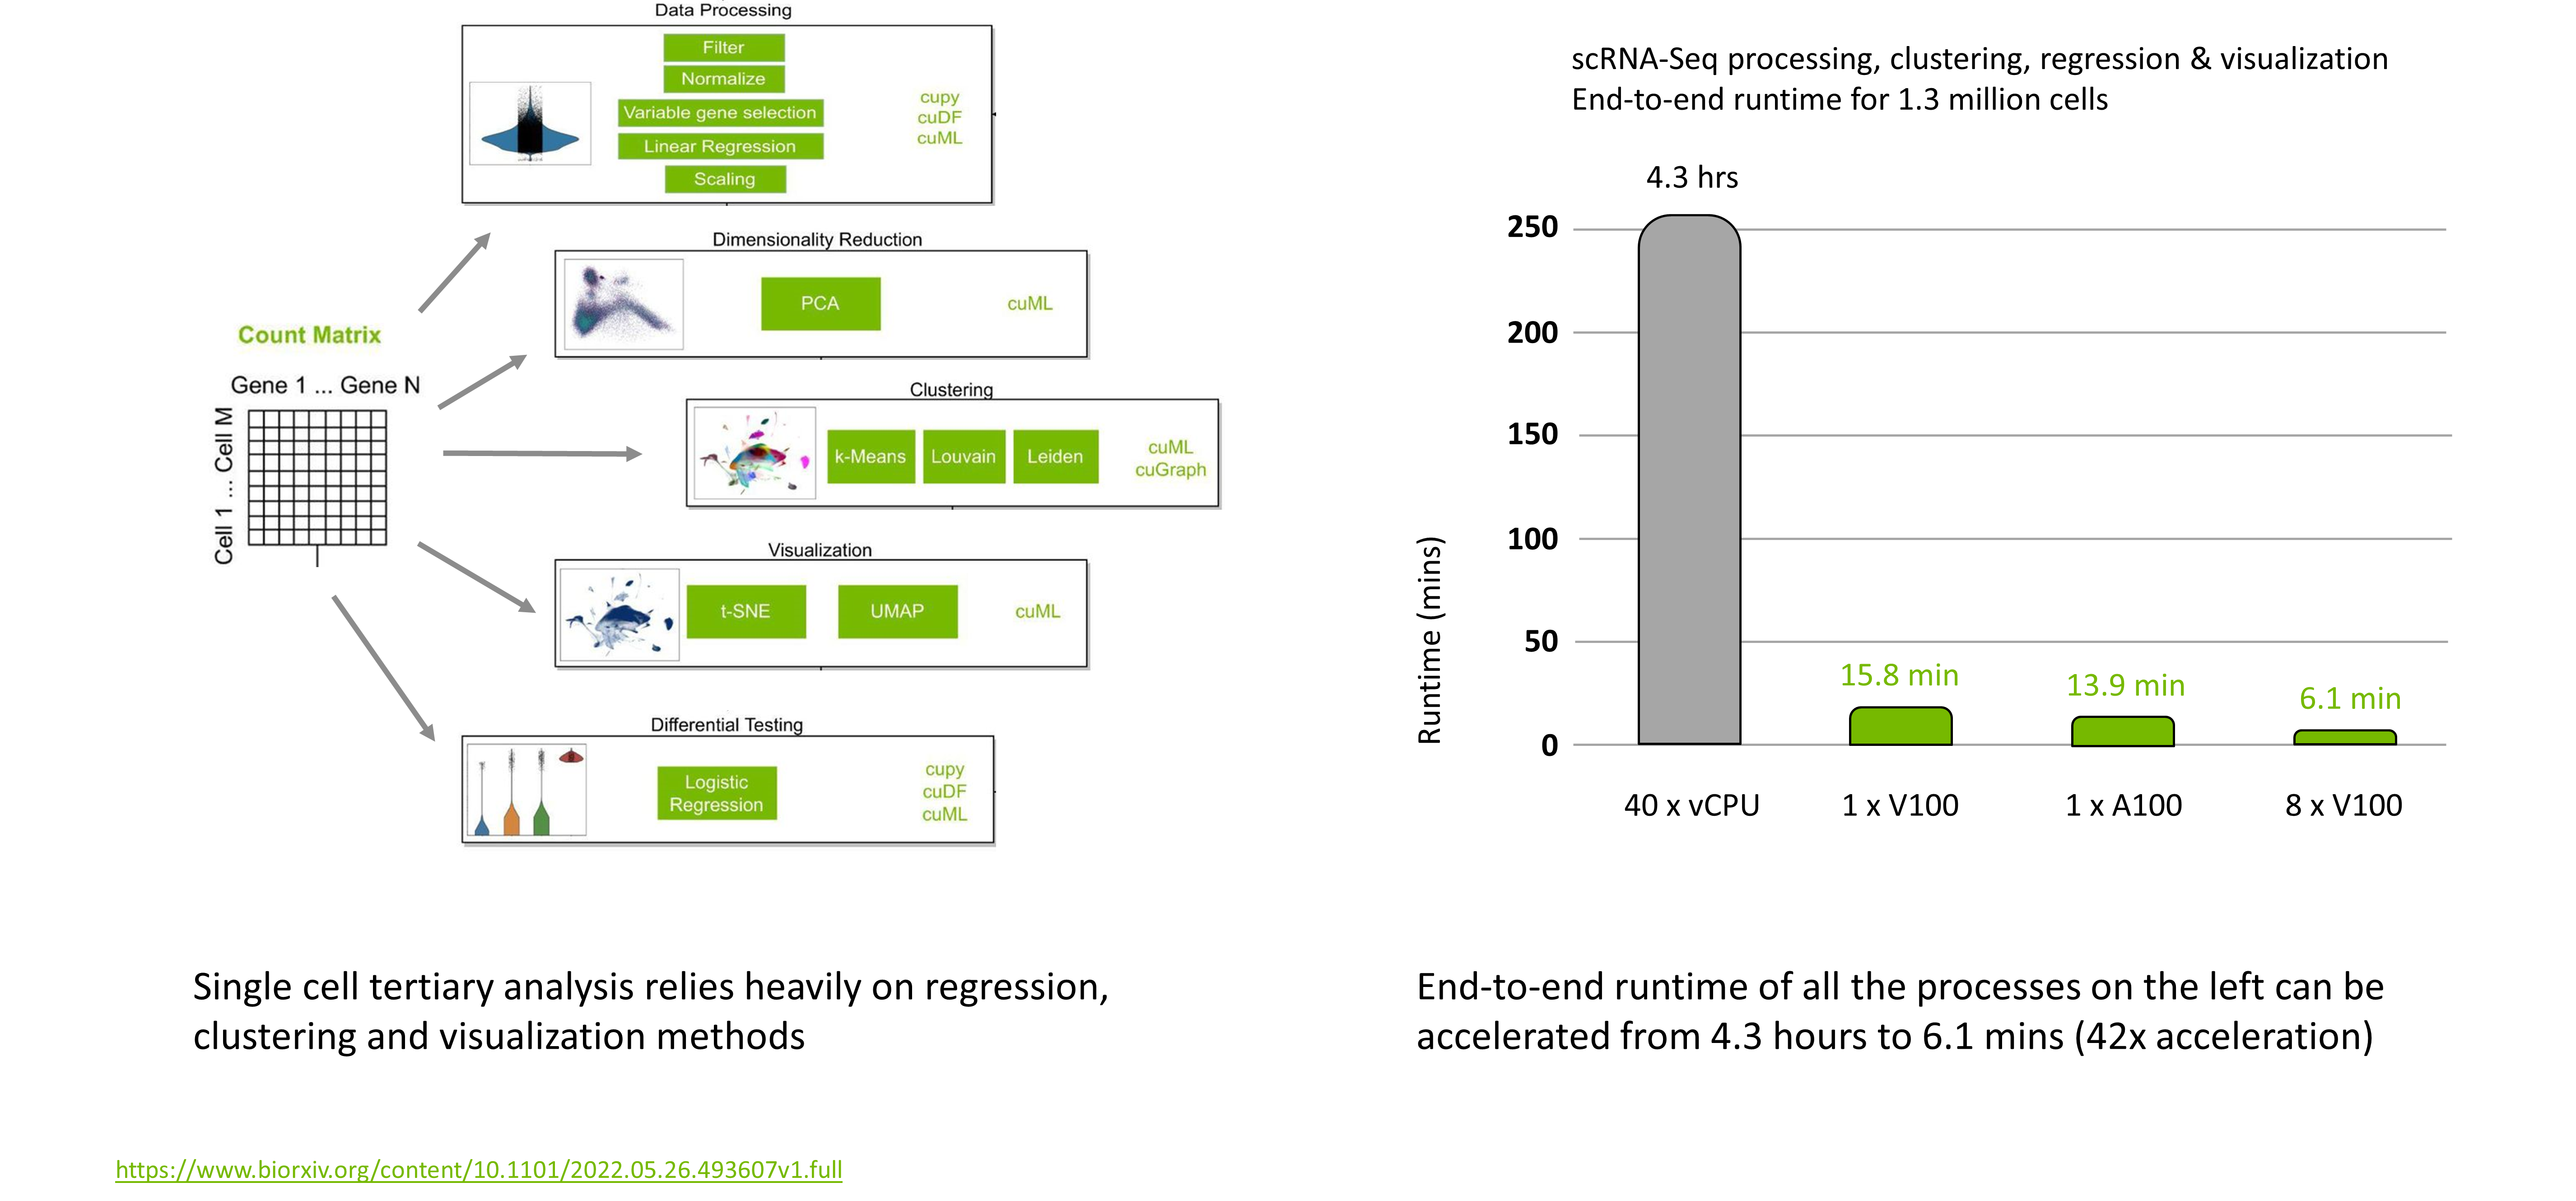 Data Processing
Filter
Normalize
Variable gene selection
Linear Regression
Scaling
cupy
cuDF
cuML
Dimensionality Reduction
PCA
cuML
Count Matrix
Gene 1 ... Gene N
Cell 1 ... Cell M
Clustering
k-Means
Louvain
Leiden
cuML
cuGraph
Visualization
t-SNE
UMAP
cuML
Differential Testing
Logistic
Regression
cupy
cuDF
cuML
Single cell tertiary analysis relies heavily on regression,
clustering and visualization methods
https://www.biorxiv.org/content/10.1101/2022.05.26.493607v1.full
scRNA-Seq processing, clustering, regression & visualization
End-to-end runtime for 1.3 million cells
4.3 hrs
250
200
150
100
50
0
Runtime (mins)
15.8 min
13.9 min
6.1 min
40 x vCPU
1 x V100
1 x A100
8 x V100
End-to-end runtime of all the processes on the left can be
accelerated from 4.3 hours to 6.1 mins (42x acceleration)